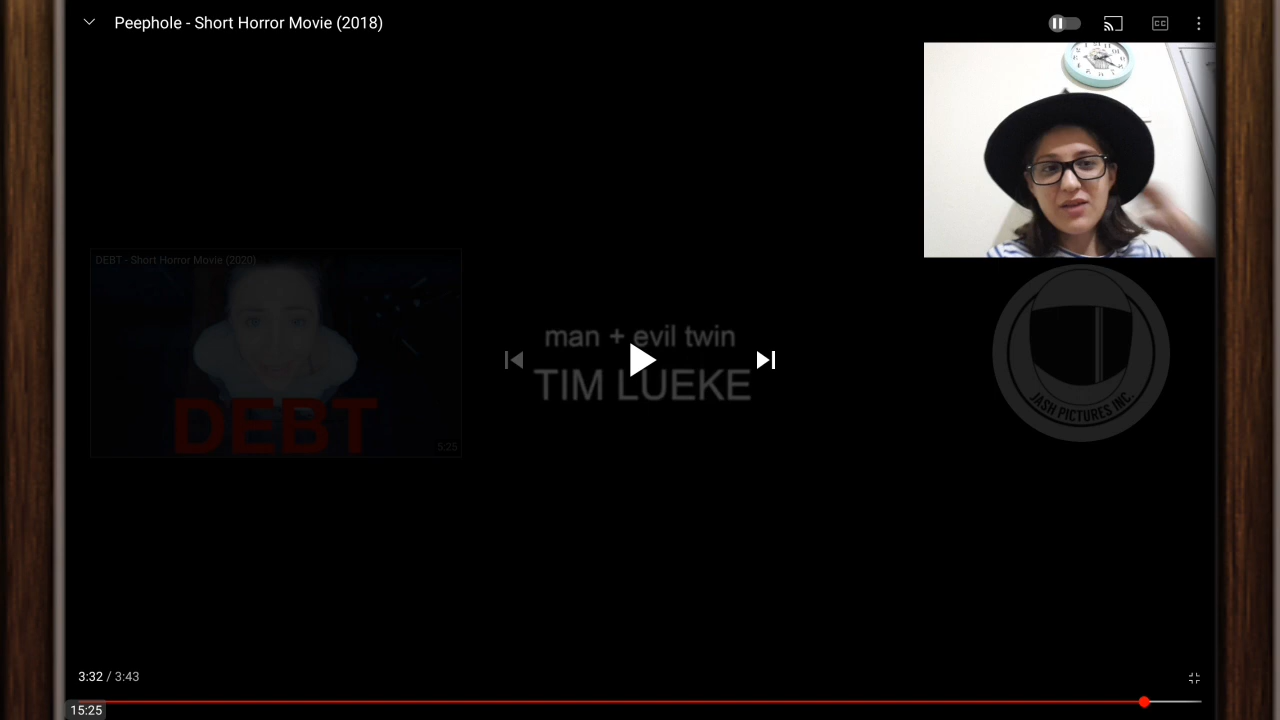 Peephole - Short Horror Movie (2018)
CC
DEBT - Short Horror Movie (2020)
DEBT
5:25
man + evil twin
TIM LUEKE
JASH PICTURES INC.
3:32 / 3:43
15:25